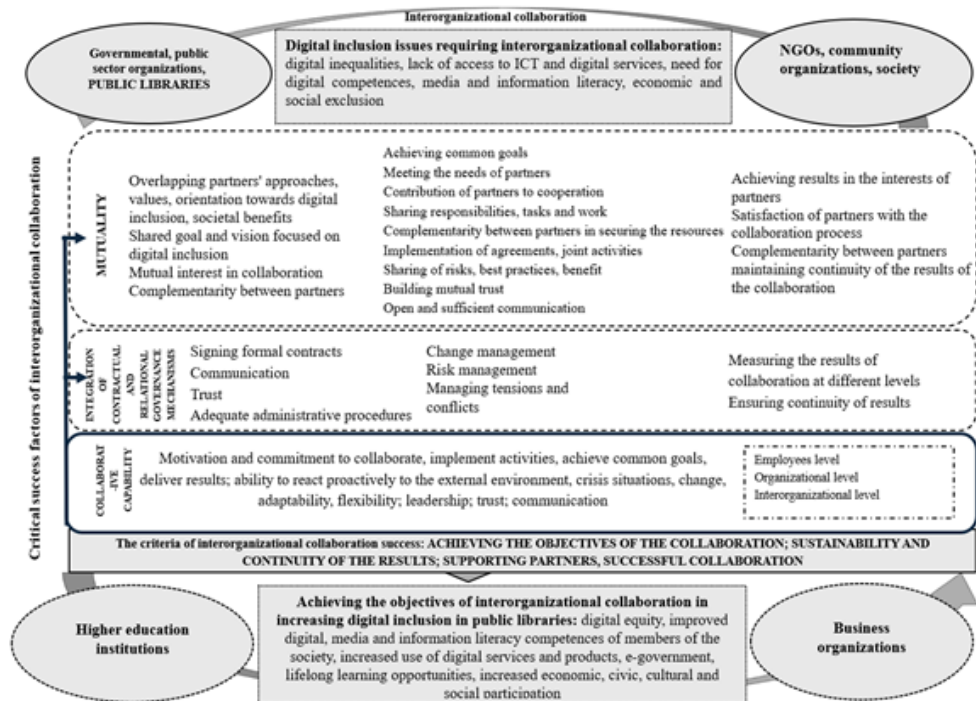 Interorganizational collaboration
Governmental, public
sector organizations,
PUBLIC LIBRARIES
Digital inclusion issues requiring interorganizational collaboration:
digital inequalities, lack of access to ICT and digital services, need for
digital competences, media and information literacy, economic and
social exclusion
NGOs, community
organizations, society
Critical success factors of interorganizational collaboration
MUTUALITY
Overlapping partners' approaches,
values, orientation towards digital
inclusion, societal benefits
Shared goal and vision focused on
digital inclusion
Mutual interest in collaboration
Complementarity between partners
Achieving common goals
Meeting the needs of partners
Contribution of partners to cooperation
Sharing responsibilities, tasks and work
Complementarity between partners in securing the resources
Implementation of agreements, joint activities
Sharing of risks, best practices, benefit
Building mutual trust
Open and sufficient communication
Achieving results in the interests of
partners
Satisfaction of partners with the
collaboration process
Complementarity between partners
maintaining continuity of the results of
the collaboration
INTEGRATION
OF
CONTRACTUAL
AND
RELATIONAL
GOVERNANCE
MECHANISMS
Signing formal contracts
Communication
Trust
Adequate administrative procedures
Change management
Risk management
Managing tensions and
conflicts
Measuring the results of
collaboration at different levels
Ensuring continuity of results
COLLABORAT
-IVE
CAPABILITY
Motivation and commitment to collaborate, implement activities, achieve common goals,
deliver results; ability to react proactively to the external environment, crisis situations, change,
adaptability, flexibility; leadership; trust; communication
Employees level
Organizational level
Interorganizational level
The criteria of interorganizational collaboration success: ACHIEVING THE OBJECTIVES OF THE COLLABORATION; SUSTAINABILITY AND
CONTINUITY OF THE RESULTS; SUPPORTING PARTNERS, SUCCESSFUL COLLABORATION
Higher education
institutions
Achieving the objectives of interorganizational collaboration in
increasing digital inclusion in public libraries: digital equity, improved
digital, media and information literacy competences of members of the
society, increased use of digital services and products, e-government,
lifelong learning opportunities, increased economic, civic, cultural and
social participation
Business
organizations